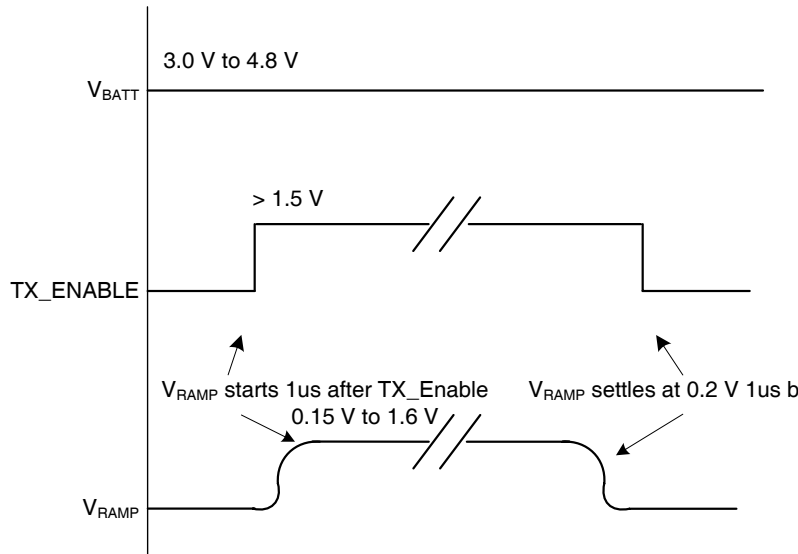 3.0 V to 4.8 V
VBATT
> 1.5 V
TX_ENABLE
VRAMP starts 1us after TX_Enable
0.15 V to 1.6 V
VRAMP settles at 0.2 V 1us b
VRAMP